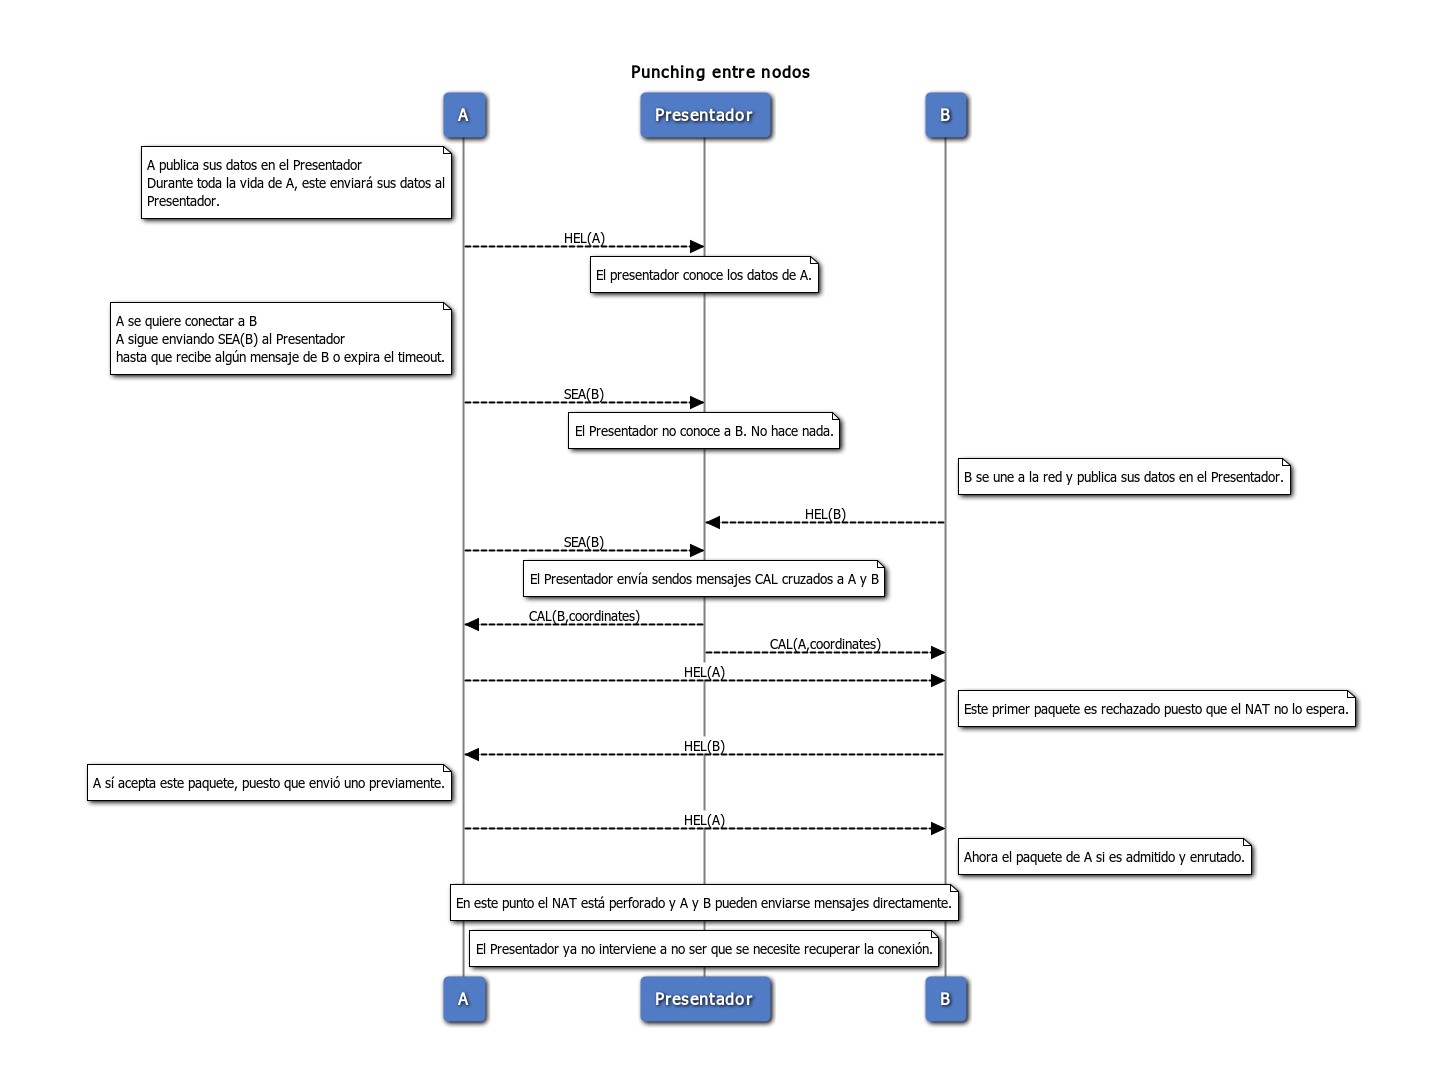 Punching entre nodos
A
Presentador
B
A publica sus datos en el Presentador
Durante toda la vida de A, este enviará sus datos al
Presentador.
HEL(A)
El presentador conoce los datos de A.
A se quiere conectar a B
A sigue enviando SEA(B) al Presentador
hasta que recibe algún mensaje de B o expira el timeout.
SEA(B)
El Presentador no conoce a B. No hace nada.
B se une a la red y publica sus datos en el Presentador.
HEL(B)
SEA(B)
El Presentador envía sendos mensajes CAL cruzados a A y B
CAL(B,coordinates)
CAL(A,coordinates)
HEL(A)
Este primer paquete es rechazado puesto que el NAT no lo espera.
HEL(B)
A sí acepta este paquete, puesto que envió uno previamente.
HEL(A)
Ahora el paquete de A si es admitido y enrutado.
En este punto el NAT está perforado y A y B pueden enviarse mensajes directamente.
El Presentador ya no interviene a no ser que se necesite recuperar la conexión.
A
Presentador
B